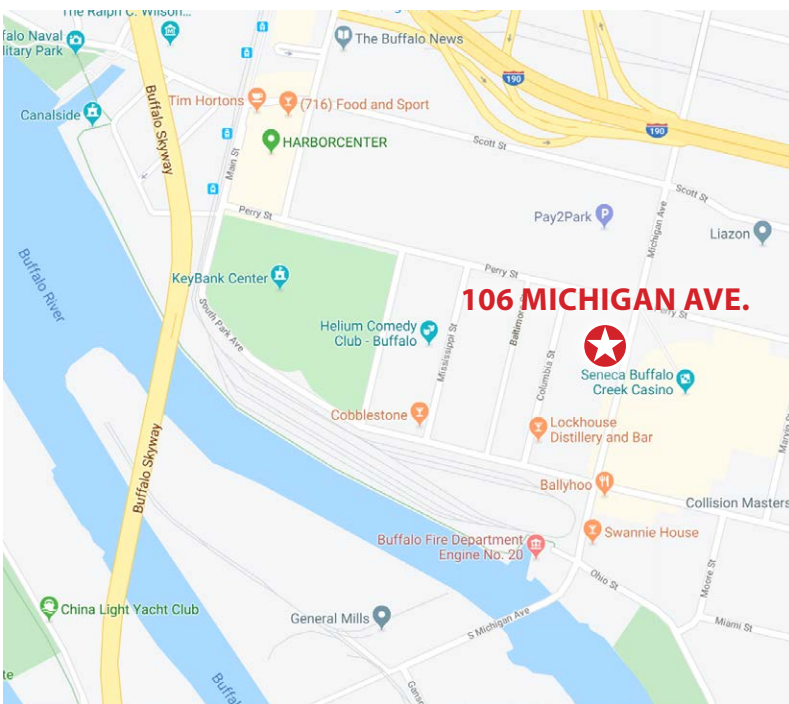 The Ralph C. Wilson...
falo Naval
litary Park
The Buffalo News
190
Canalside
Buffalo Skyway
Tim Hortons
(716) Food and Sport
190
HARBORCENTER
Scott St
Main St
Scott St
Perry St
Pay2Park
Michigan Ave
Liazon
Buffalo River
KeyBank Center
Perry St
106 MICHIGAN AVE.
South Park Ave
Helium Comedy
Club - Buffalo
Mississippi St
Columbia St
Seneca Buffalo
Creek Casino
Cobblestone
Lockhouse
Distillery and Bar
Buffalo Skyway
Ballyhoo
Collision Masters
Buffalo Fire Department
Engine No. 20
Swannie House
Ohio St
Moore St
China Light Yacht Club
General Mills
S Michigan Ave
Miami St